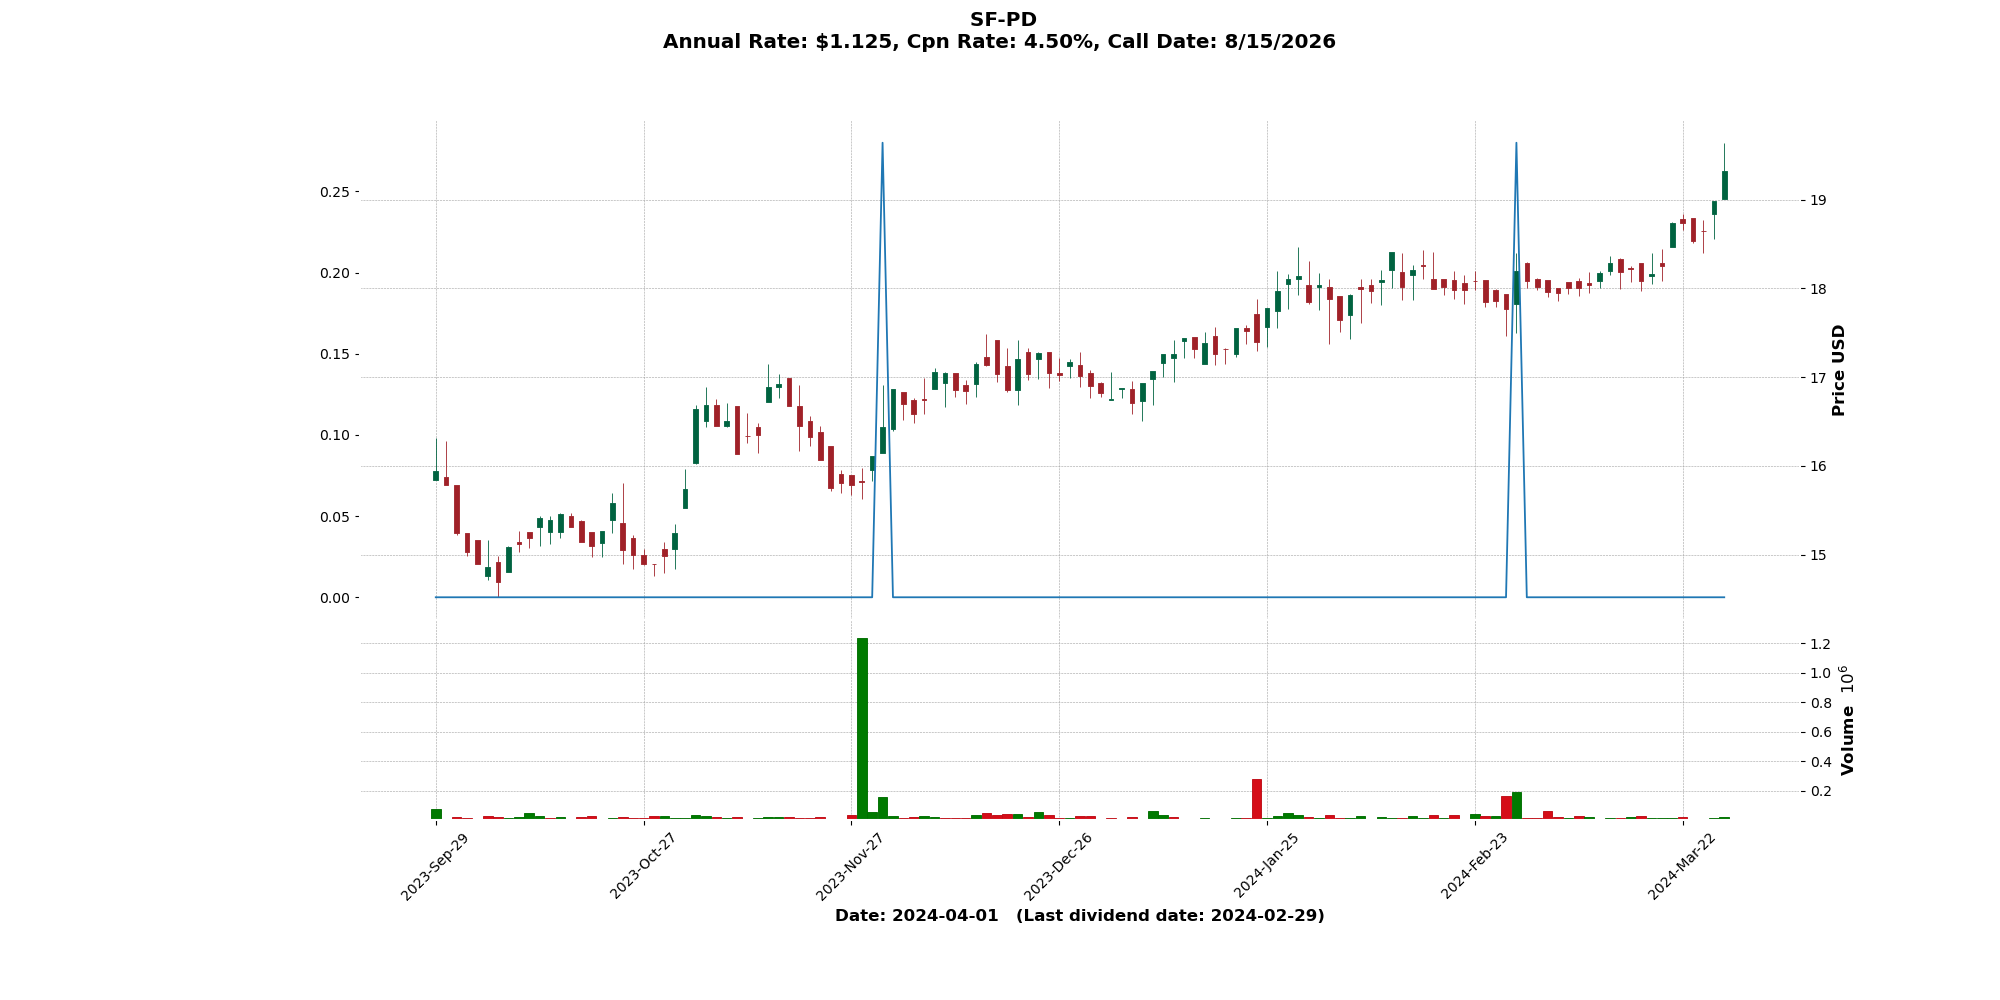 SF-PD
Annual Rate: $1.125, Cpn Rate: 4.50%, Call Date: 8/15/2026
0.25
0.20
0.15
0.10
0.05
0.00
19
18
17
16
15
Price USD
1.2
1.0
0.8
0.6
0.4
0.2
Volume 10^6
2023-Sep-29
2023-Oct-27
2023-Nov-27
2023-Dec-26
2024-Jan-25
2024-Feb-23
2024-Mar-22
Date: 2024-04-01 (Last dividend date: 2024-02-29)